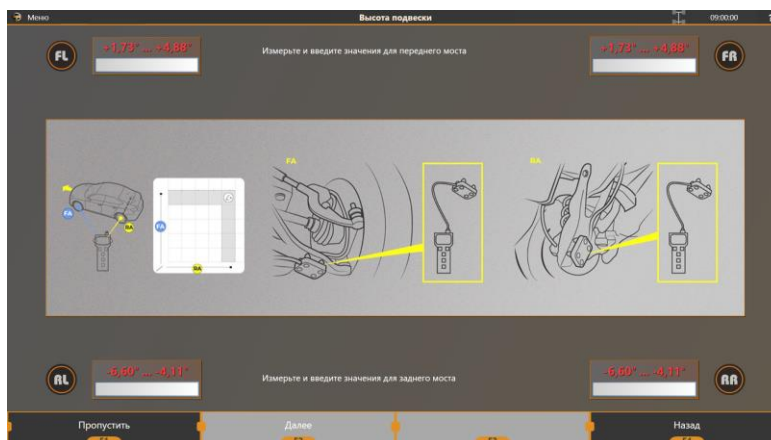 Меню
Высота подвески
09:00:00
FL
+1,73° ... +4,88°
Измерьте и введите значения для переднего моста
+1,73° ... +4,88°
FR
FA
RA
FA
RA
FA
RA
RL
-6,60° ... -4,11°
Измерьте и введите значения для заднего моста
-6,60° ... -4,11°
RR
Пропустить
Далее
Назад